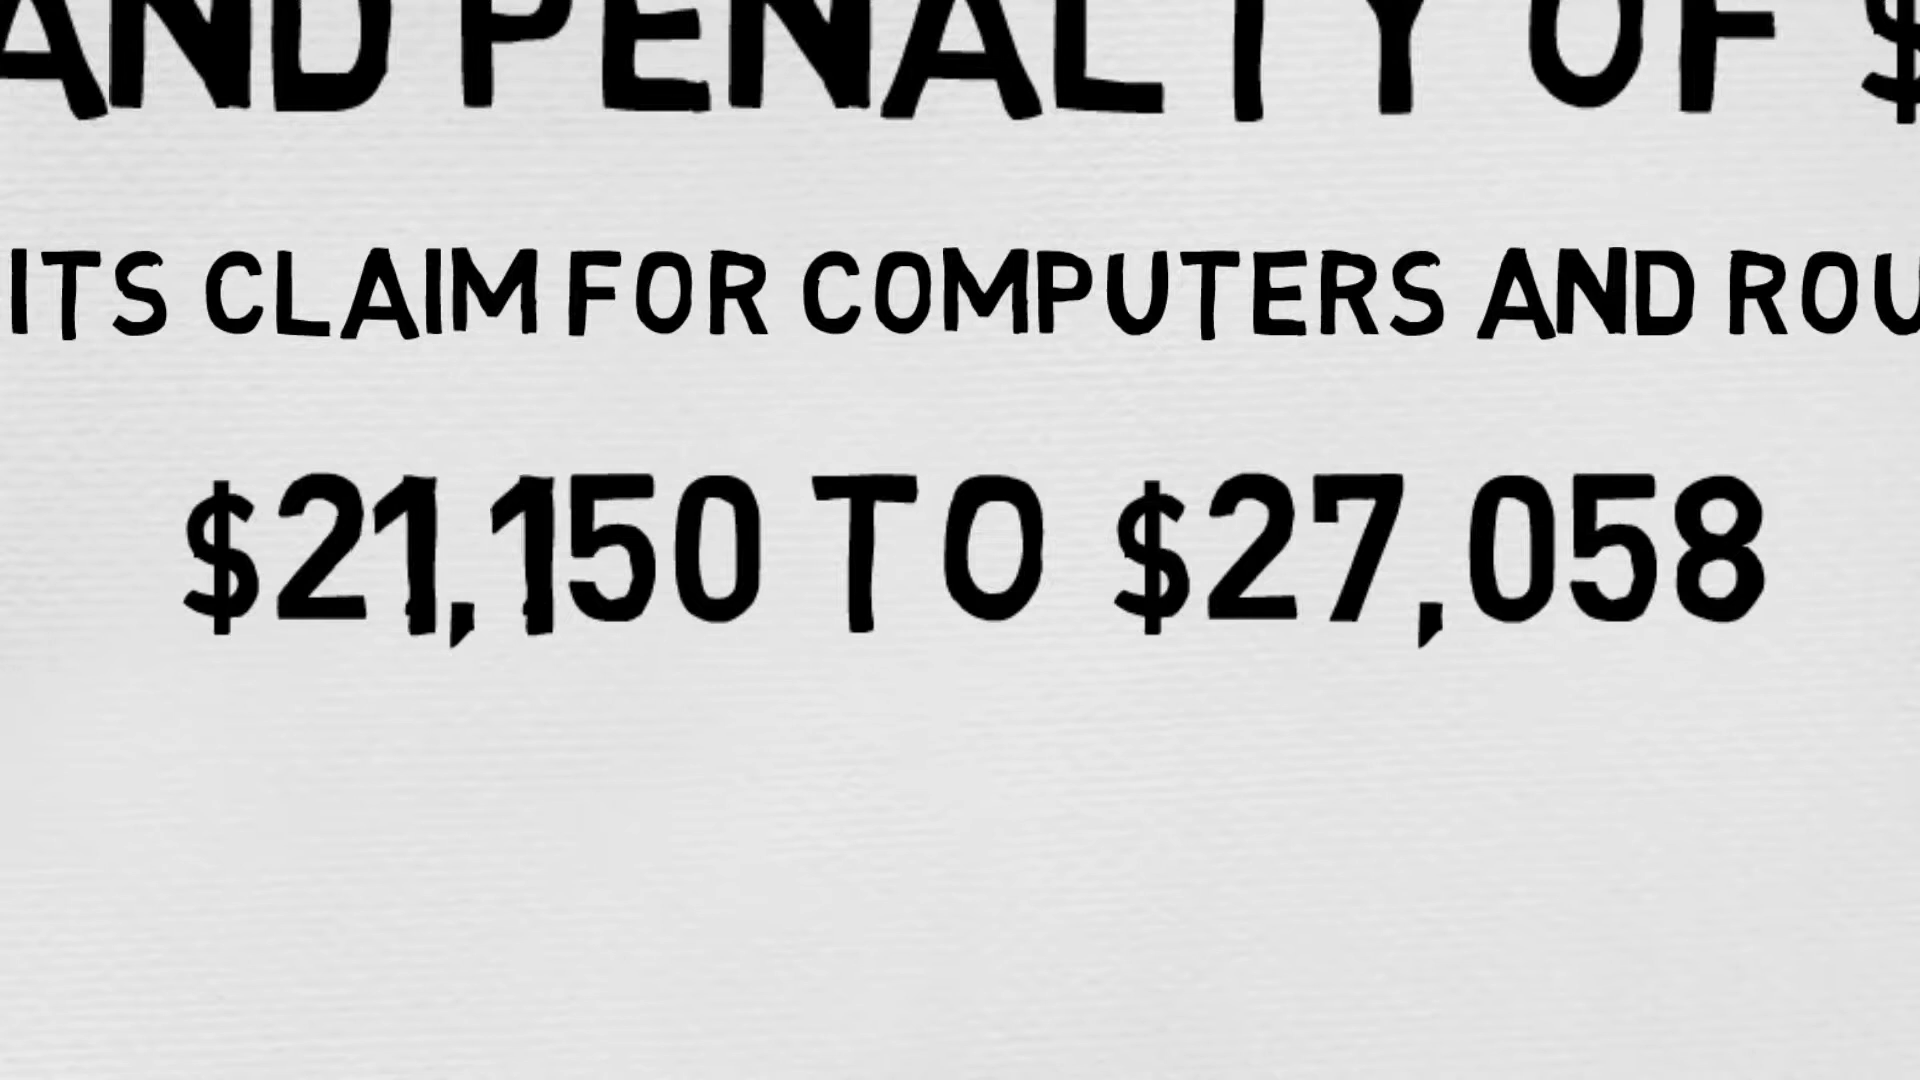 AND PENALTY OF $
ITS CLAIM FOR COMPUTERS AND ROU
$21,150 TO $27,058